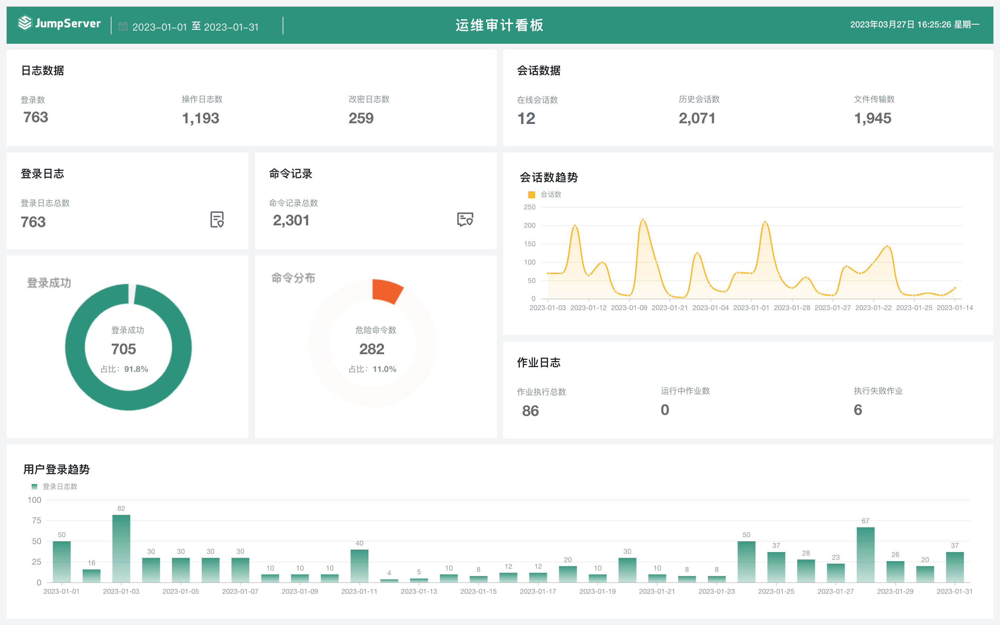 JumpServer
2023-01-01 至 2023-01-31
运维审计看板
2023年03月27日 16:25:26 星期一
日志数据
登录数 操作日志数 改密日志数
763 1,193 259
会话数据
在线会话数 历史会话数 文件传输数
12 2,071 1,945
登录日志
登录日志总数
763
命令记录
命令记录总数
2,301
会话数趋势
会话数
250
200
150
100
50
0
2023-01-03 2023-01-12 2023-01-09 2023-01-21 2023-01-04 2023-01-01 2023-01-28 2023-01-27 2023-01-22 2023-01-25 2023-01-14
登录成功
登录成功
705
占比: 91.8%
命令分布
危险命令数
282
占比: 11.0%
作业日志
作业执行总数 运行中作业数 执行失败作业
86 0 6
用户登录趋势
登录日志数
100
75
50
25
0
50 16 82 30 30 30 30 10 10 10 40 4 5 10 8 12 12 20 10 30 10 8 8 50 37 28 23 67 26 20 37
2023-01-01 2023-01-03 2023-01-05 2023-01-07 2023-01-09 2023-01-11 2023-01-13 2023-01-15 2023-01-17 2023-01-19 2023-01-21 2023-01-23 2023-01-25 2023-01-27 2023-01-29 2023-01-31